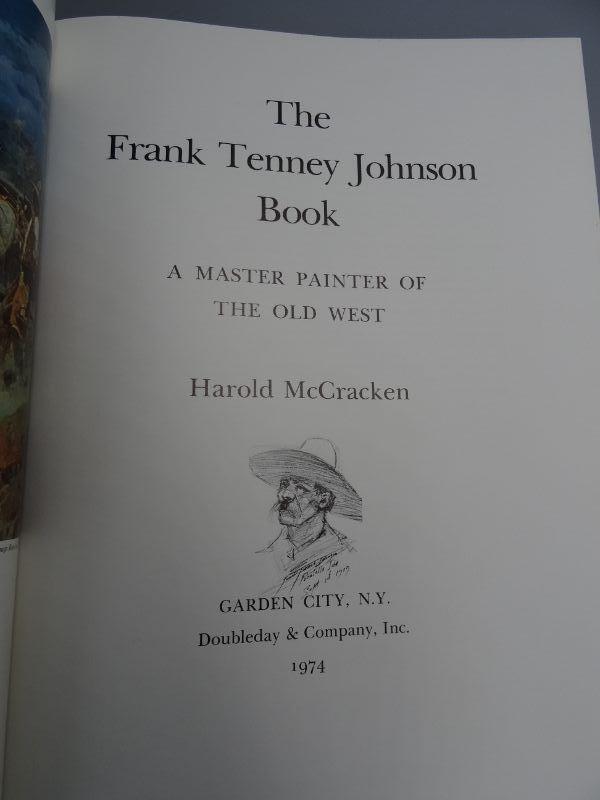 The
Frank Tenney Johnson
Book
A MASTER PAINTER OF
THE OLD WEST
Harold McCracken
GARDEN CITY, N.Y.
Doubleday & Company, Inc.
1974